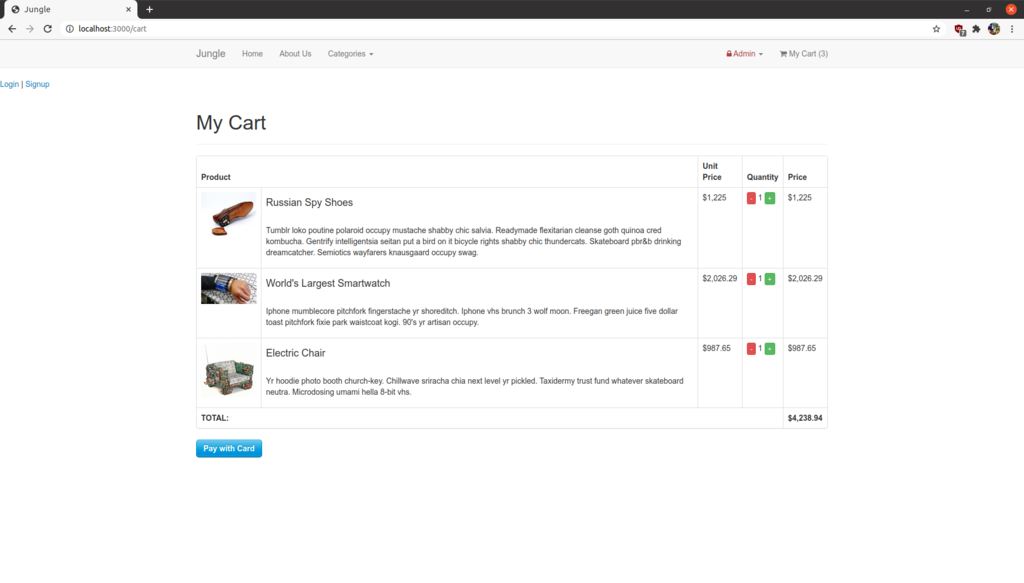 Jungle
localhost:3000/cart
7
Jungle Home About Us Categories Admin My Cart (3)
Login | Signup
My Cart
Product Unit Price Quantity Price
Russian Spy Shoes $1,225 - 1 + $1,225
Tumblr loko poutine polaroid occupy mustache shabby chic salvia. Readymade flexitarian cleanse goth quinoa cred
kombucha. Gentrify intelligentsia seitan put a bird on it bicycle rights shabby chic thundercats. Skateboard pbr&b drinking
dreamcatcher. Semiotics wayfarers knausgaard occupy swag.
World's Largest Smartwatch $2,026.29 - 1 + $2,026.29
Iphone mumblecore pitchfork fingerstache yr shoreditch. Iphone vhs brunch 3 wolf moon. Freegan green juice five dollar
toast pitchfork fixie park waistcoat kogi. 90's yr artisan occupy.
Electric Chair $987.65 - 1 + $987.65
Yr hoodie photo booth church-key. Chillwave sriracha chia next level yr pickled. Taxidermy trust fund whatever skateboard
neutra. Microdosing umami hella 8-bit vhs.
TOTAL: $4,238.94
Pay with Card